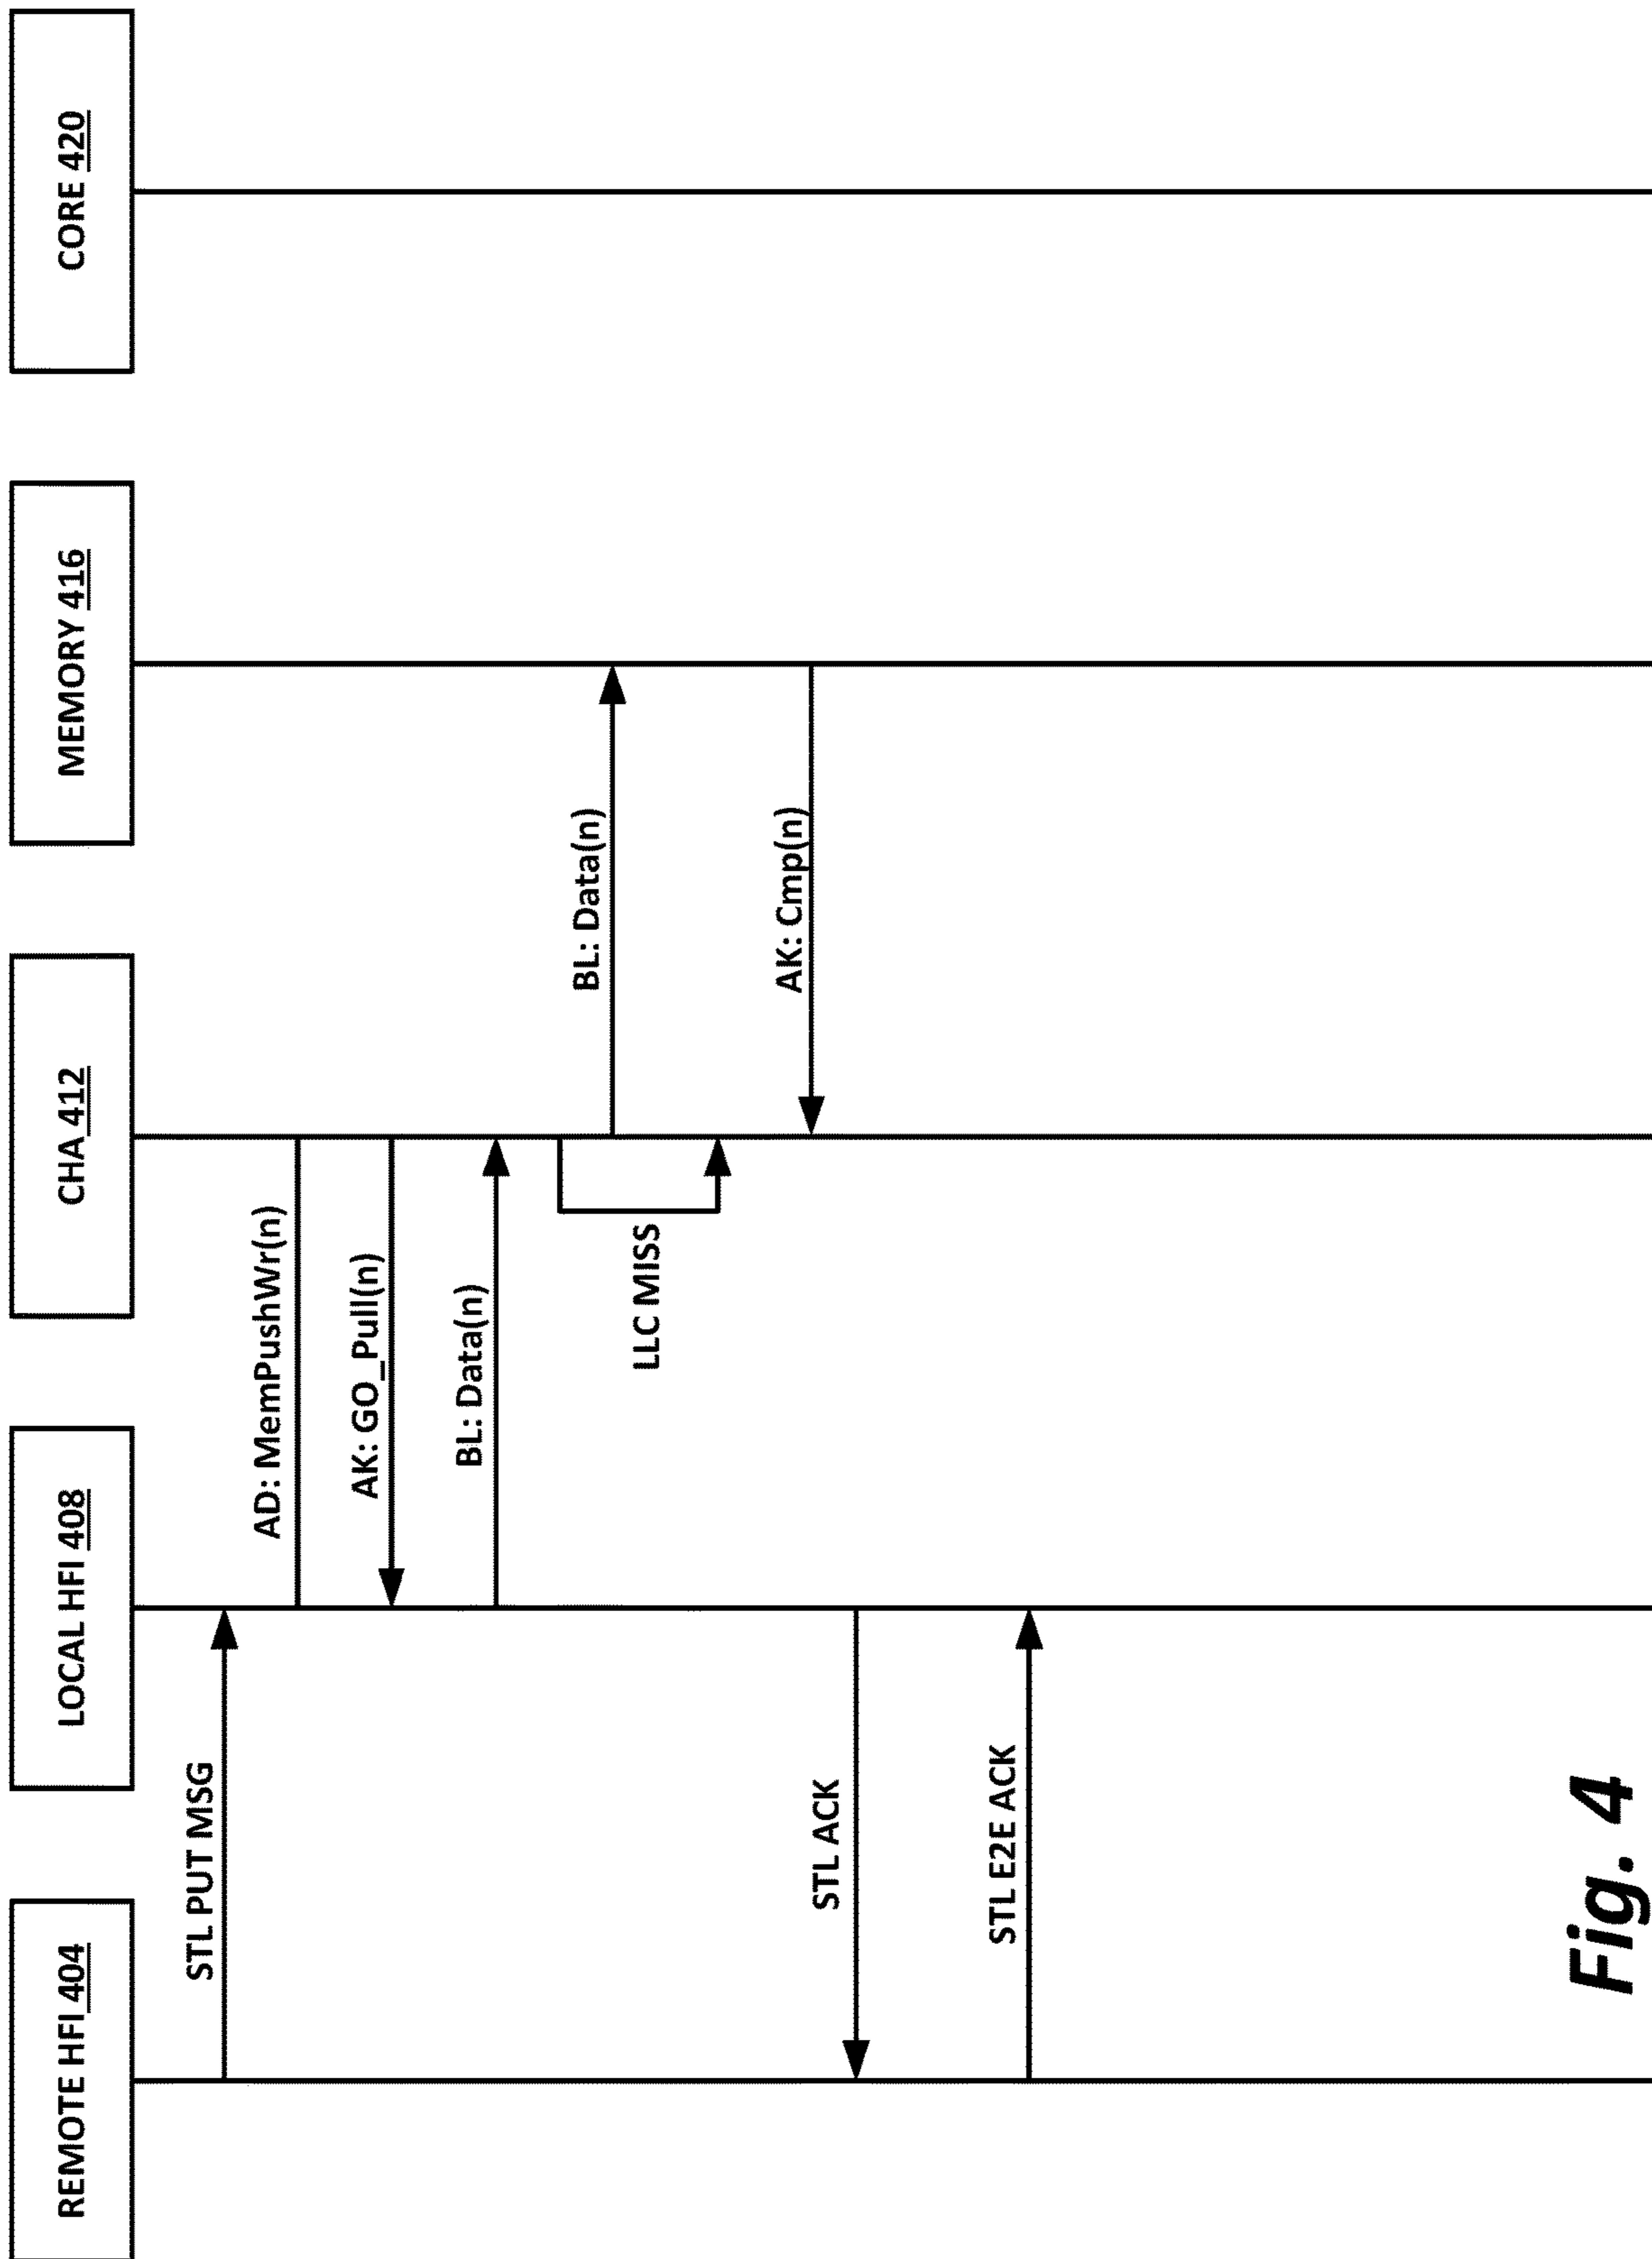 REMOTE HFI 404
LOCAL HFI 408
CHA 412
MEMORY 416
CORE 420
STL PUT MSG
AD: MemPushWr(n)
AK: GO_Pull(n)
BL: Data(n)
BL: Data(n)
LLC MISS
AK: Cmp(n)
STL ACK
STL E2E ACK
Fig. 4